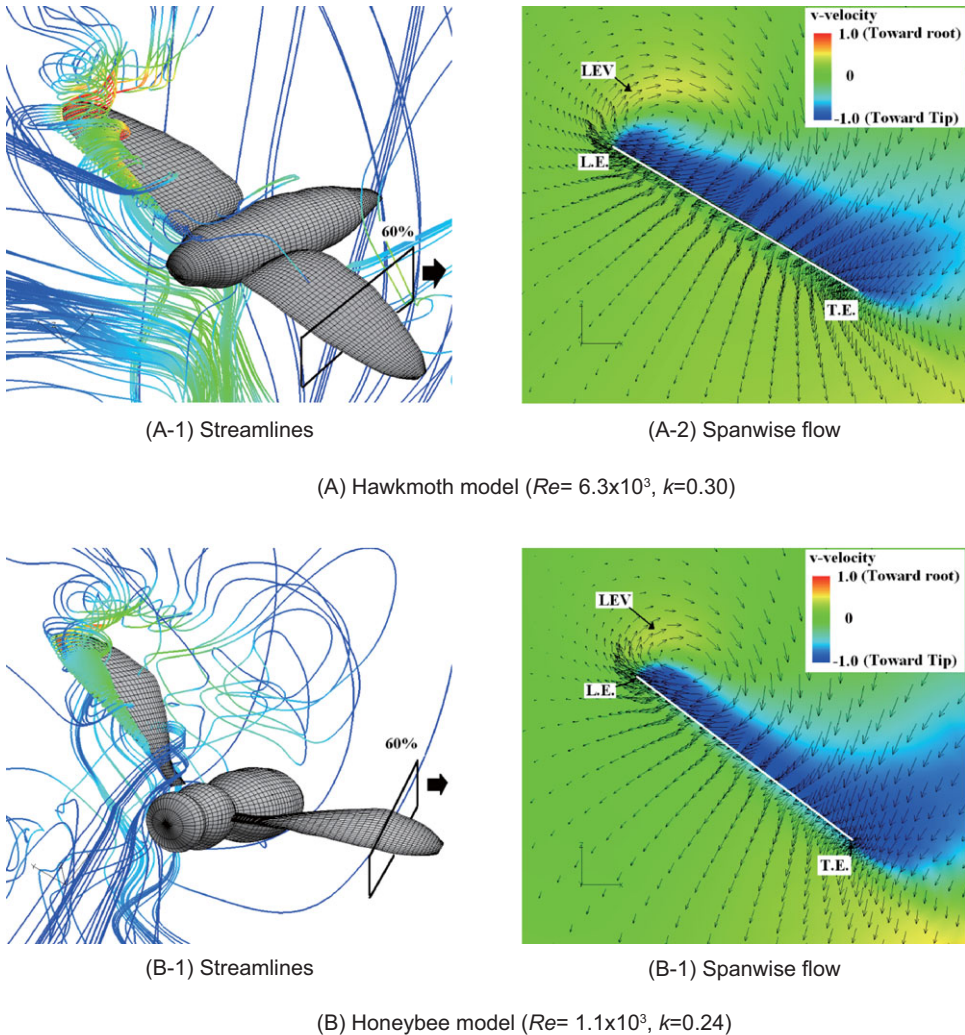 v-velocity
1.0 (Toward root)
0
-1.0 (Toward Tip)
LEV
L.E.
T.E.
60%
(A-1) Streamlines
(A-2) Spanwise flow
(A) Hawkmoth model (Re= 6.3x10³, k=0.30)
v-velocity
1.0 (Toward root)
0
-1.0 (Toward Tip)
LEV
L.E.
T.E.
60%
(B-1) Streamlines
(B-1) Spanwise flow
(B) Honeybee model (Re= 1.1x10³, k=0.24)